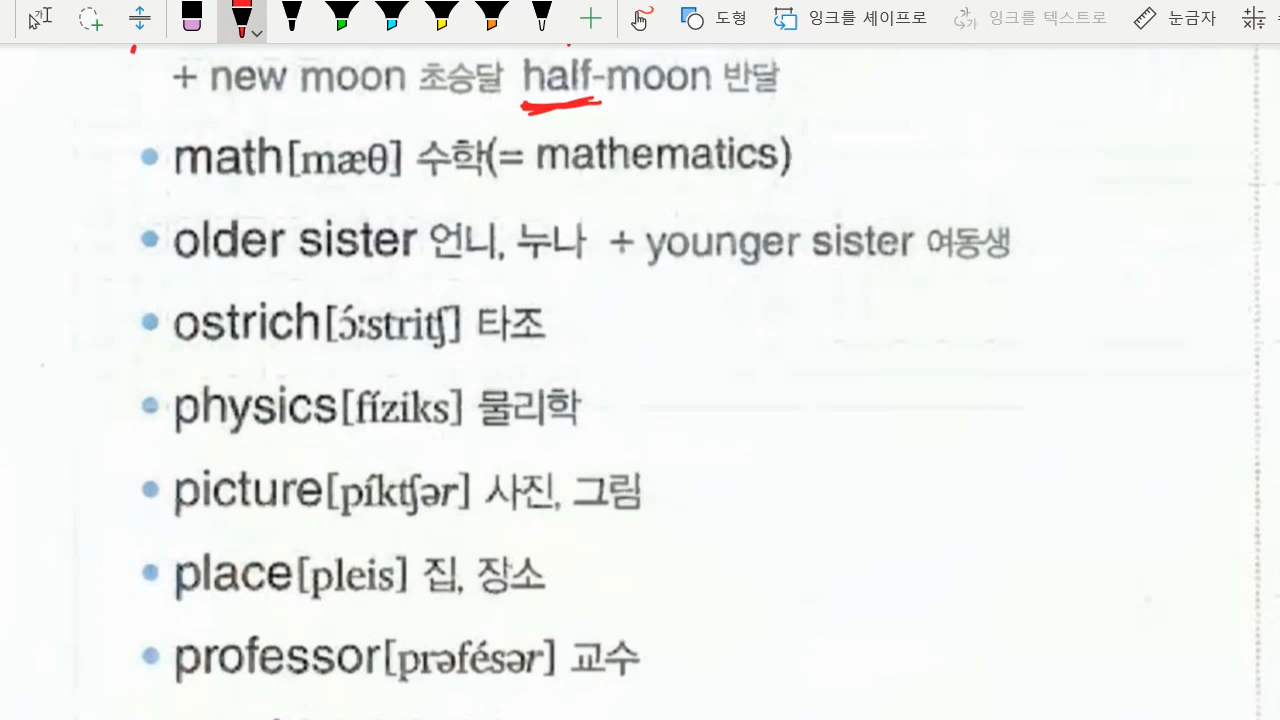 도형 잉크를 셰이프로 잉크를 텍스트로 눈금자
+ new moon 초승달 half-moon 반달
math[mæθ] 수학(= mathematics)
older sister 언니, 누나 + younger sister 여동생
ostrich[ɔ́ːstritʃ] 타조
physics[fíziks] 물리학
picture[píktʃər] 사진, 그림
place[pleis] 집, 장소
professor[prəfésər] 교수